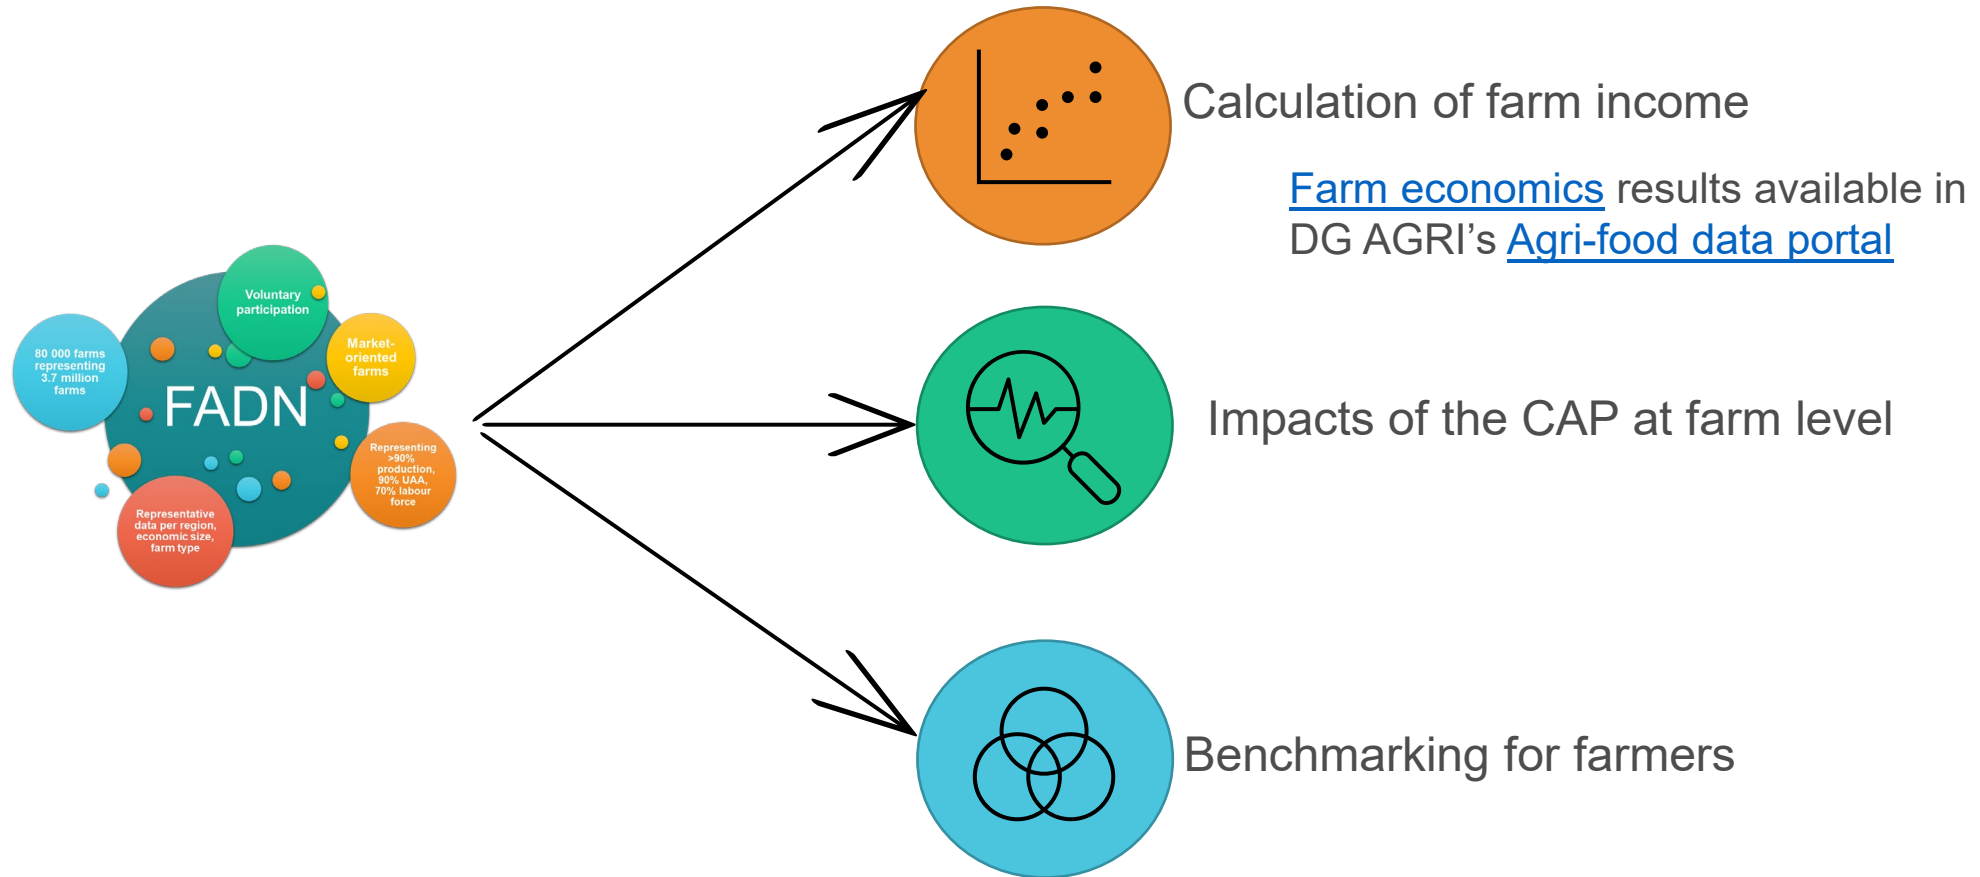 Voluntary
participation
80 000 farms
representing
3.7 million
farms
Market-
oriented
farms
FADN
Representing
>90%
production,
90% UAA,
70% labour
force
Representative
data per region,
economic size,
farm type
Calculation of farm income
Farm economics results available in
DG AGRI’s Agri-food data portal
Impacts of the CAP at farm level
Benchmarking for farmers